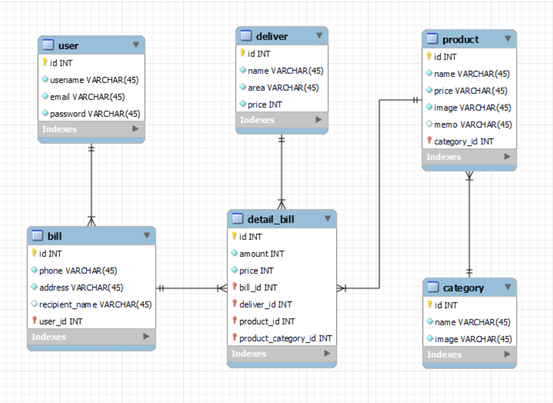 user
id INT
usename VARCHAR(45)
email VARCHAR(45)
password VARCHAR(45)
Indexes
deliver
id INT
name VARCHAR(45)
area VARCHAR(45)
price INT
Indexes
product
id INT
name VARCHAR(45)
price VARCHAR(45)
image VARCHAR(45)
memo VARCHAR(45)
category_id INT
Indexes
bill
id INT
phone VARCHAR(45)
address VARCHAR(45)
recipient_name VARCHAR(45)
user_id INT
Indexes
detail_bill
id INT
amount INT
price INT
bill_id INT
deliver_id INT
product_id INT
product_category_id INT
Indexes
category
id INT
name VARCHAR(45)
image VARCHAR(45)
Indexes